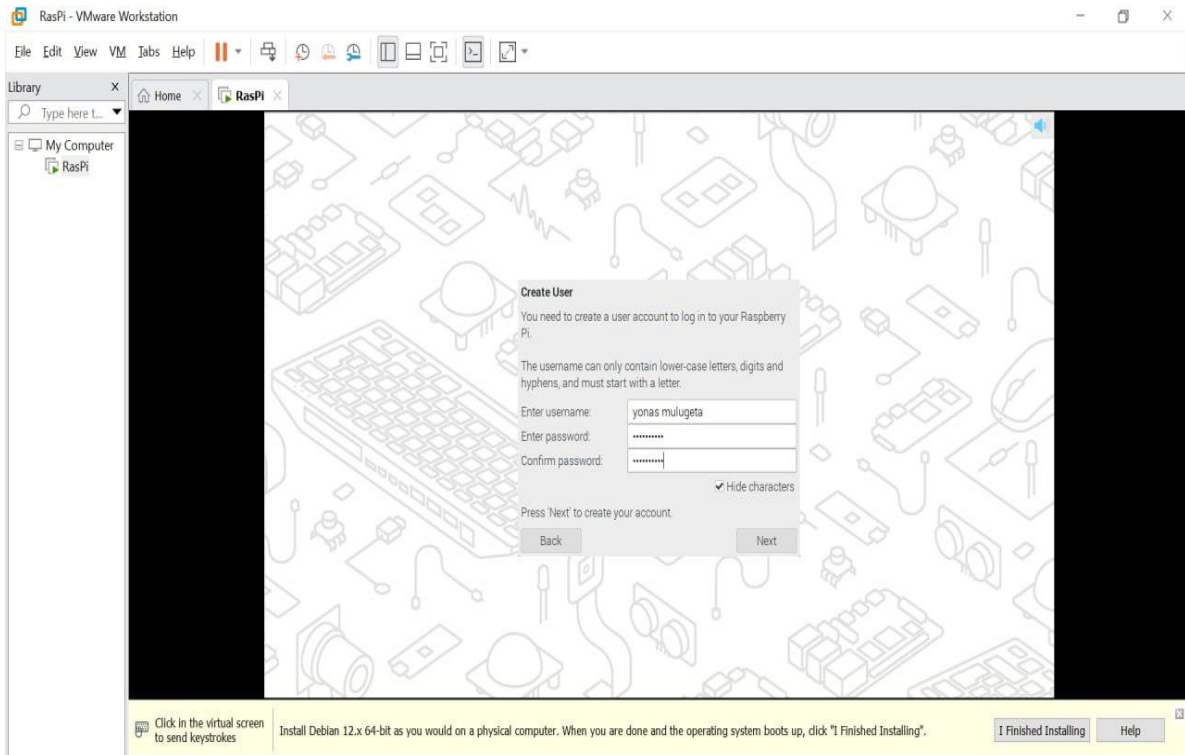 RasPi - VMware Workstation
File Edit View VM Tabs Help
Library
Type here t...
Home
RasPi
My Computer
RasPi
Create User
You need to create a user account to log in to your Raspberry
Pi.
The username can only contain lower-case letters, digits and
hyphens, and must start with a letter.
Enter username: yonas mulugeta
Enter password: ••••••••••
Confirm password: ••••••••••
Hide characters
Press 'Next' to create your account.
Back Next
Click in the virtual screen
to send keystrokes
Install Debian 12.x 64-bit as you would on a physical computer. When you are done and the operating system boots up, click "I Finished Installing".
I Finished Installing Help